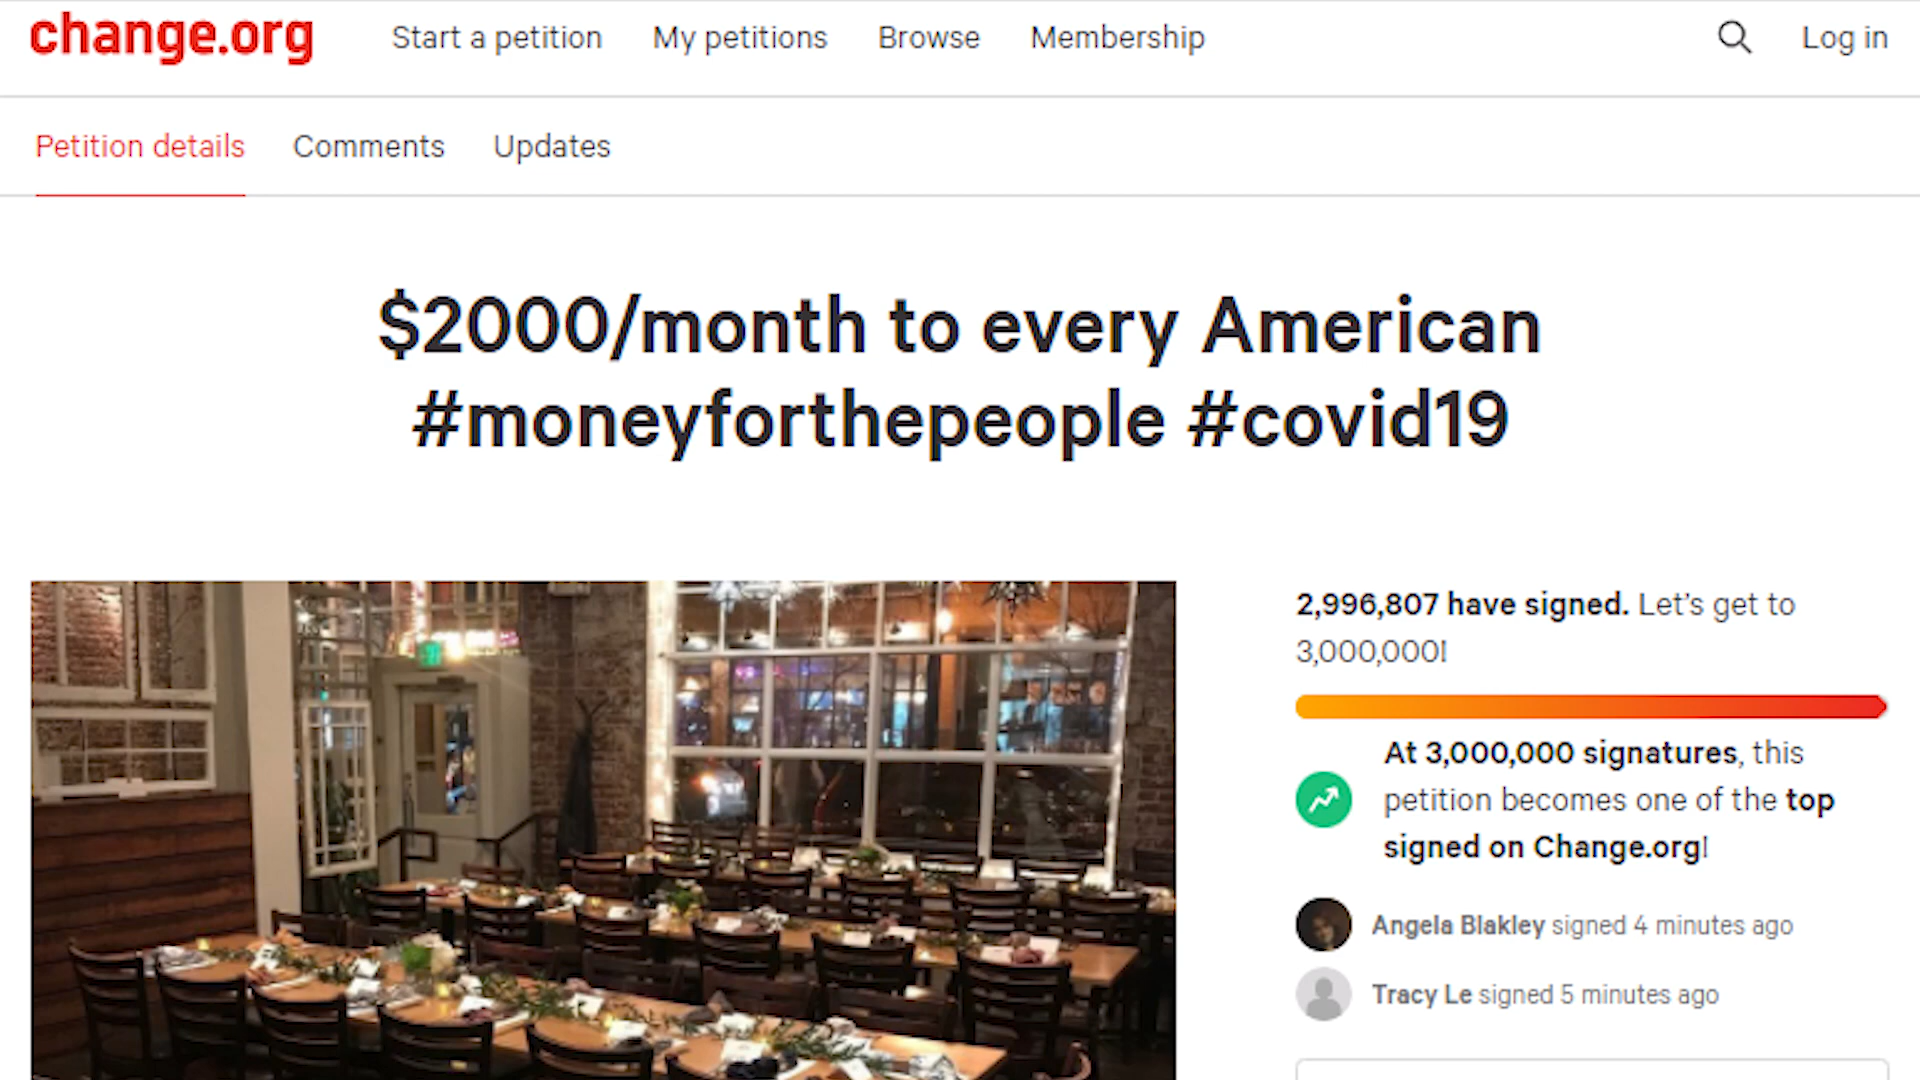 change.org
Start a petition
My petitions
Browse
Membership
Log in
Petition details
Comments
Updates
$2000/month to every American
#moneyforthepeople #covid19
2,996,807 have signed. Let's get to
3,000,000!
At 3,000,000 signatures, this
petition becomes one of the top
signed on Change.org!
Angela Blakley signed 4 minutes ago
Tracy Le signed 5 minutes ago